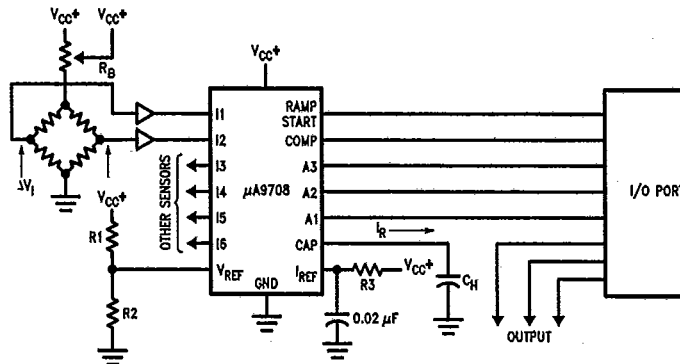 VCC+ VCC+
RB
VCC+
I1
I2
I3
I4
I5
I6
VREF
OTHER SENSORS
µA9708
GND
RAMP START
COMP
A3
A2
A1
CAP
IREF
I/O PORT
ΔVI
VCC+
R1
R2
IR
R3
VCC+
CH
0.02 µF
OUTPUT